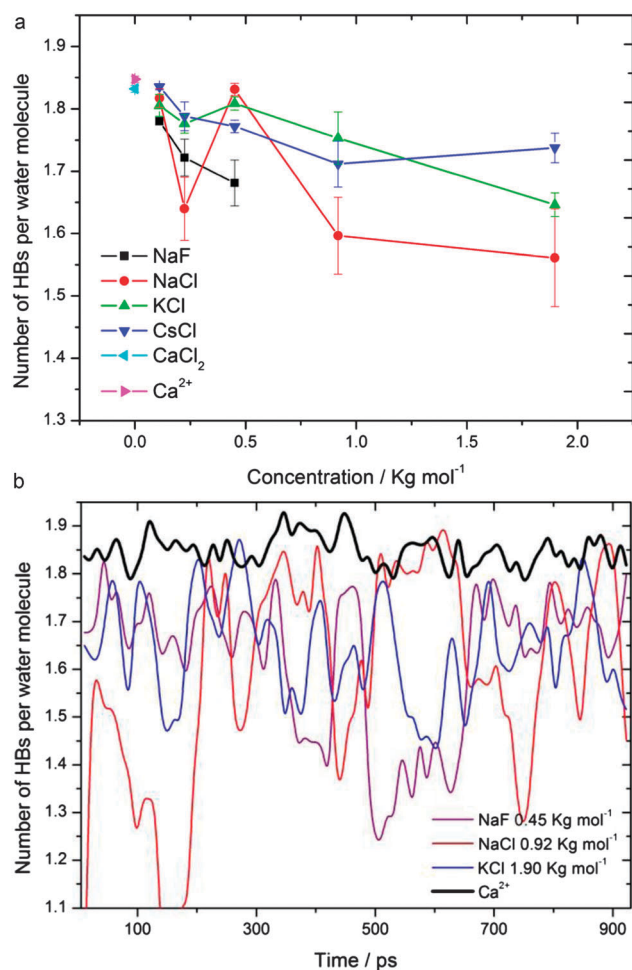 a
Number of HBs per water molecule
1.9
1.8
1.7
1.6
1.5
1.4
1.3
NaF
NaCl
KCl
CsCl
CaCl₂
Ca²⁺
0.0 0.5 1.0 1.5 2.0
Concentration / Kg mol⁻¹
b
Number of HBs per water molecule
1.9
1.8
1.7
1.6
1.5
1.4
1.3
1.2
1.1
NaF 0.45 Kg mol⁻¹
NaCl 0.92 Kg mol⁻¹
KCl 1.90 Kg mol⁻¹
Ca²⁺
100 300 500 700 900
Time / ps